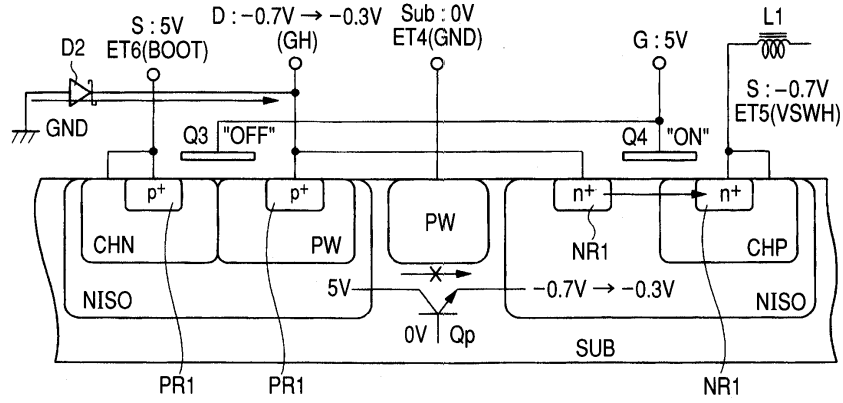 S : 5V
ET6(BOOT)
D : −0.7V → −0.3V
(GH)
Sub : 0V
ET4(GND)
G : 5V
L1
D2
S : −0.7V
ET5(VSWH)
GND
Q3 "OFF"
Q4 "ON"
p+
p+
n+
n+
CHN
PW
PW
NR1
CHP
5V
−0.7V → −0.3V
NISO
NISO
0V Qp
SUB
PR1
PR1
NR1